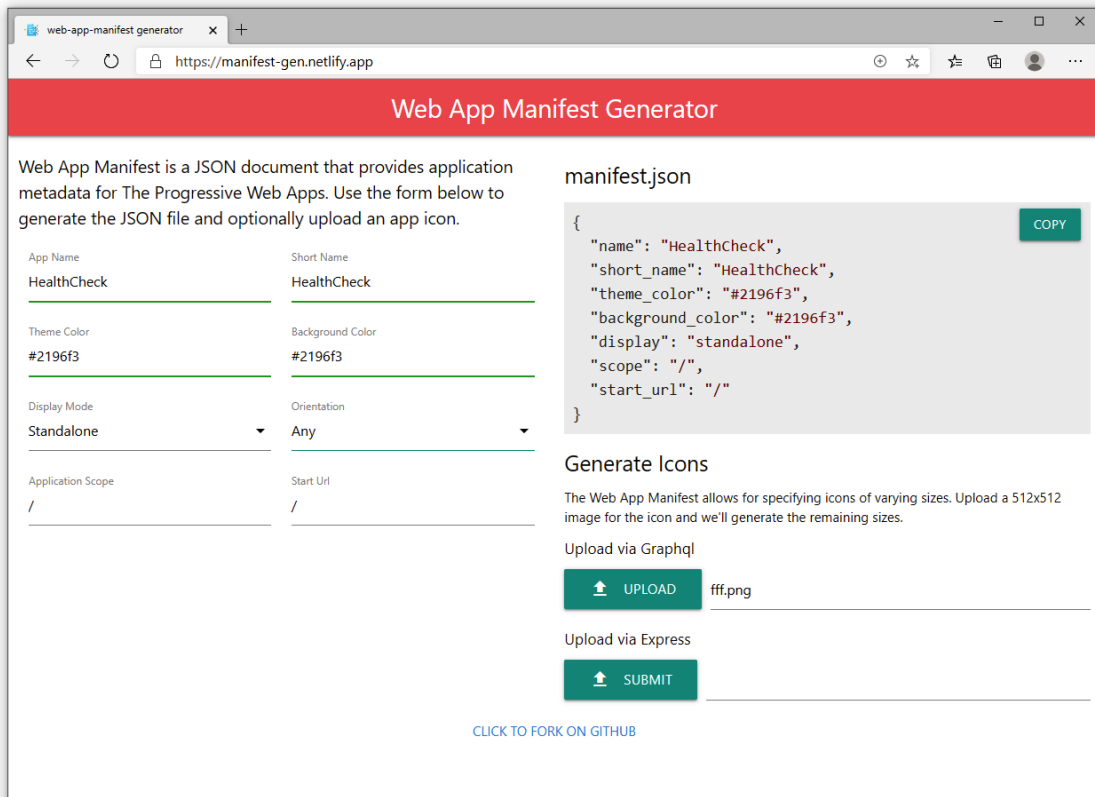 web-app-manifest generator
https://manifest-gen.netlify.app
Web App Manifest Generator
Web App Manifest is a JSON document that provides application
metadata for The Progressive Web Apps. Use the form below to
generate the JSON file and optionally upload an app icon.
App Name
HealthCheck
Short Name
HealthCheck
Theme Color
#2196f3
Background Color
#2196f3
Display Mode
Standalone
Orientation
Any
Application Scope
/
Start Url
/
manifest.json
COPY
{
"name": "HealthCheck",
"short_name": "HealthCheck",
"theme_color": "#2196f3",
"background_color": "#2196f3",
"display": "standalone",
"scope": "/",
"start_url": "/"
}
Generate Icons
The Web App Manifest allows for specifying icons of varying sizes. Upload a 512x512
image for the icon and we'll generate the remaining sizes.
Upload via Graphql
UPLOAD
fff.png
Upload via Express
SUBMIT
CLICK TO FORK ON GITHUB